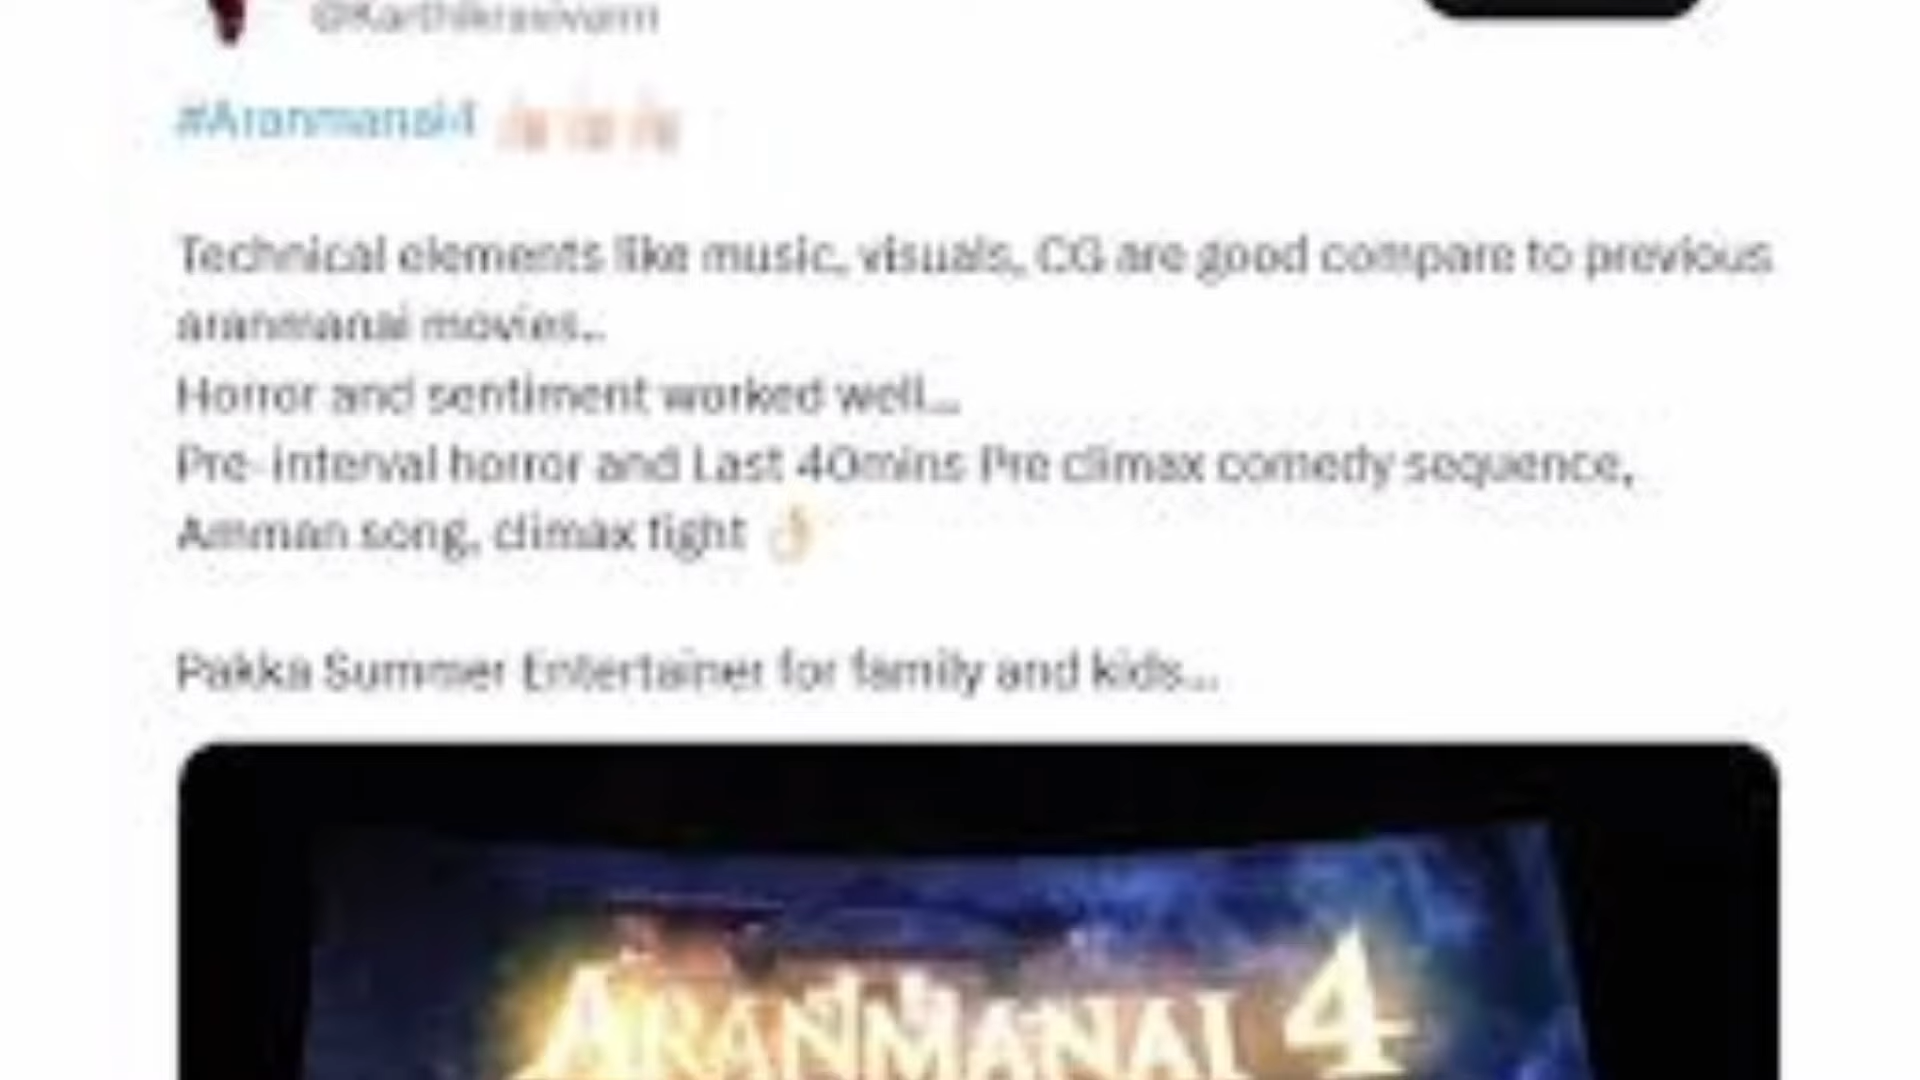 #Aranmanai4
Technical elements like music, visuals, CG are good compare to previous
aranmanai movies..
Horror and sentiment worked well...
Pre-interval horror and Last 40mins Pre climax comedy sequence,
Amman song, climax fight 👌
Pakka Summer Entertainer for family and kids...
ARANMANAI 4